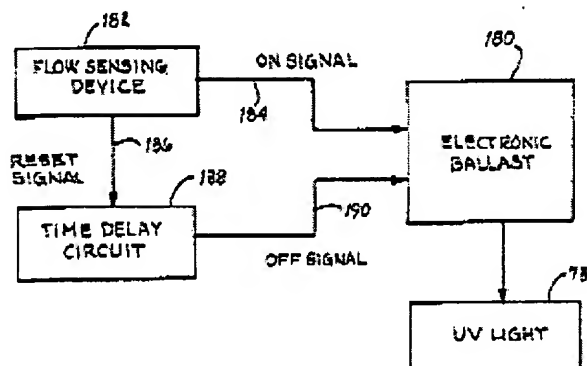 182
FLOW SENSING
DEVICE
ON SIGNAL
184
180
ELECTRONIC
BALLAST
RESET
SIGNAL
186
188
TIME DELAY
CIRCUIT
190
OFF SIGNAL
78
UV LIGHT